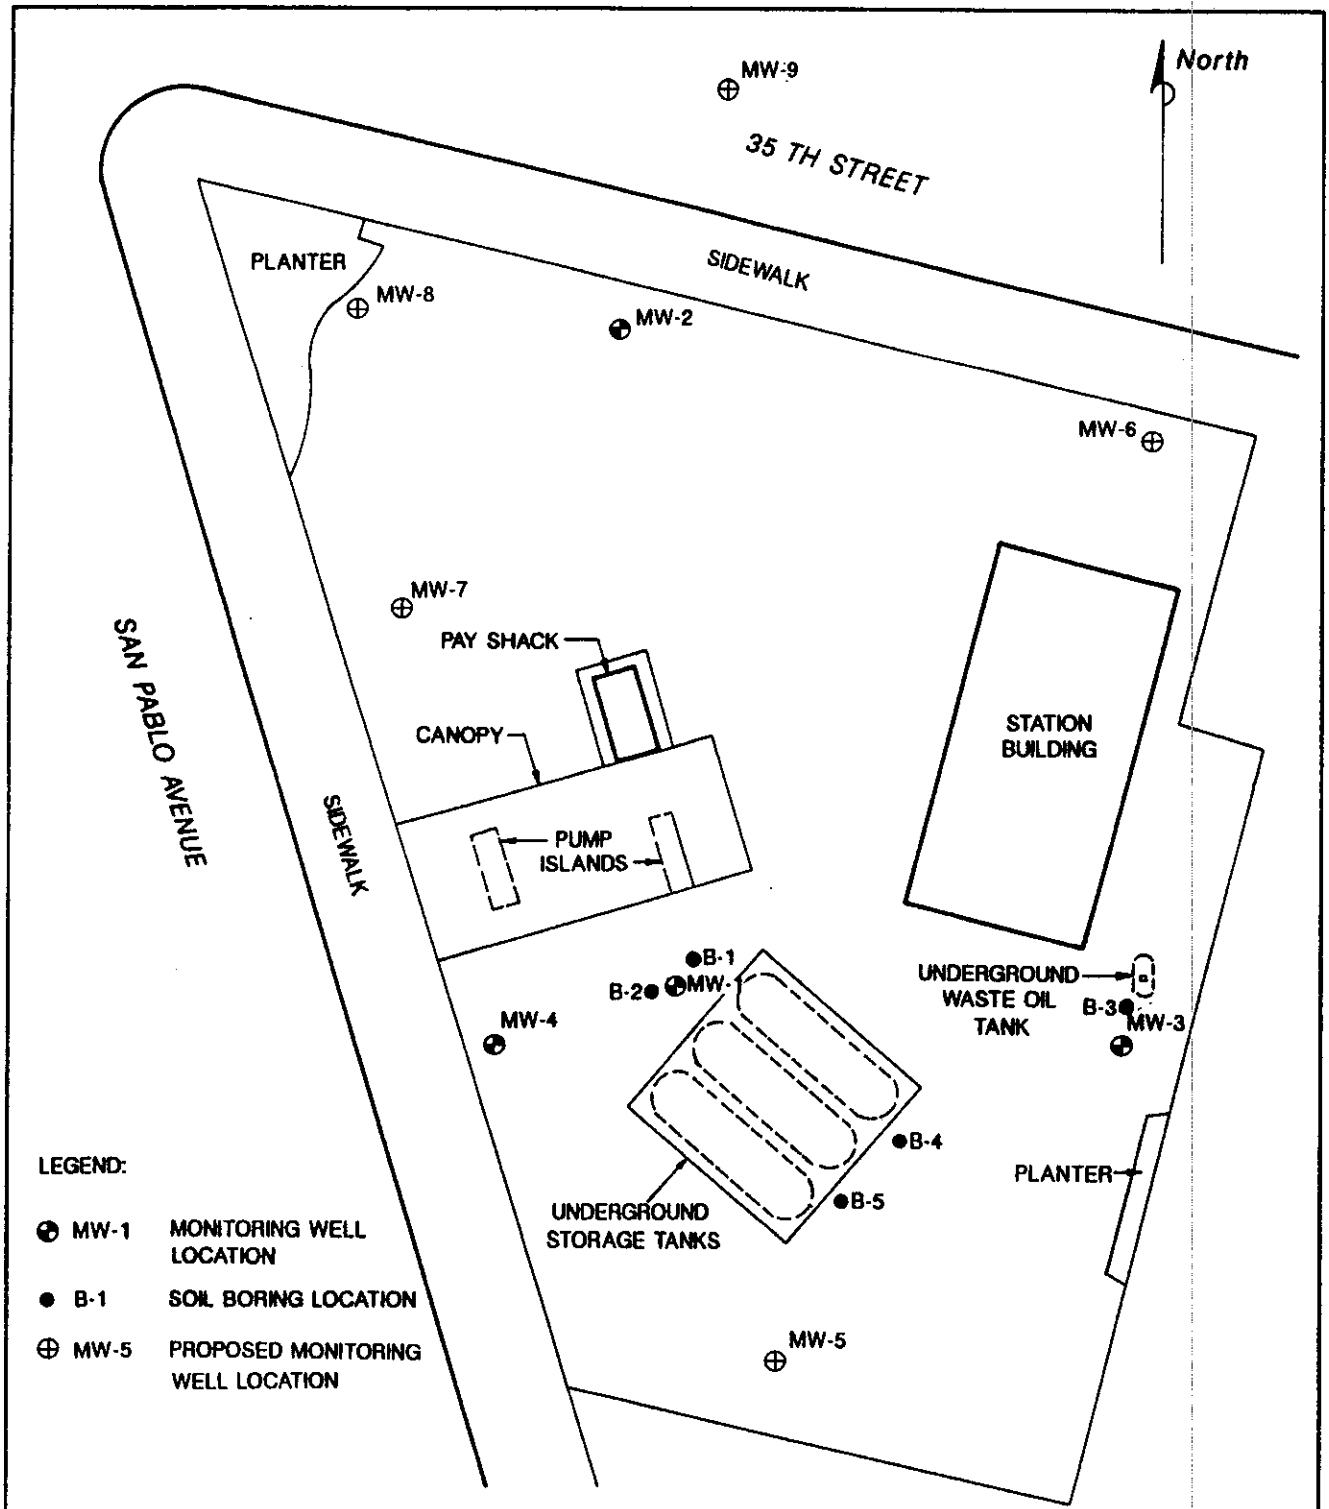 MW-9
North
35 TH STREET
PLANTER
SIDEWALK
MW-8
MW-2
MW-6
MW-7
PAY SHACK
SAN PABLO AVENUE
CANOPY
STATION
BUILDING
SIDEWALK
PUMP
ISLANDS
B-1
B-2
MW-1
UNDERGROUND
WASTE OIL
TANK
B-3
MW-3
MW-4
B-4
LEGEND:
PLANTER
B-5
UNDERGROUND
STORAGE TANKS
MW-1 MONITORING WELL
LOCATION
B-1 SOIL BORING LOCATION
MW-5 PROPOSED MONITORING
WELL LOCATION
MW-5